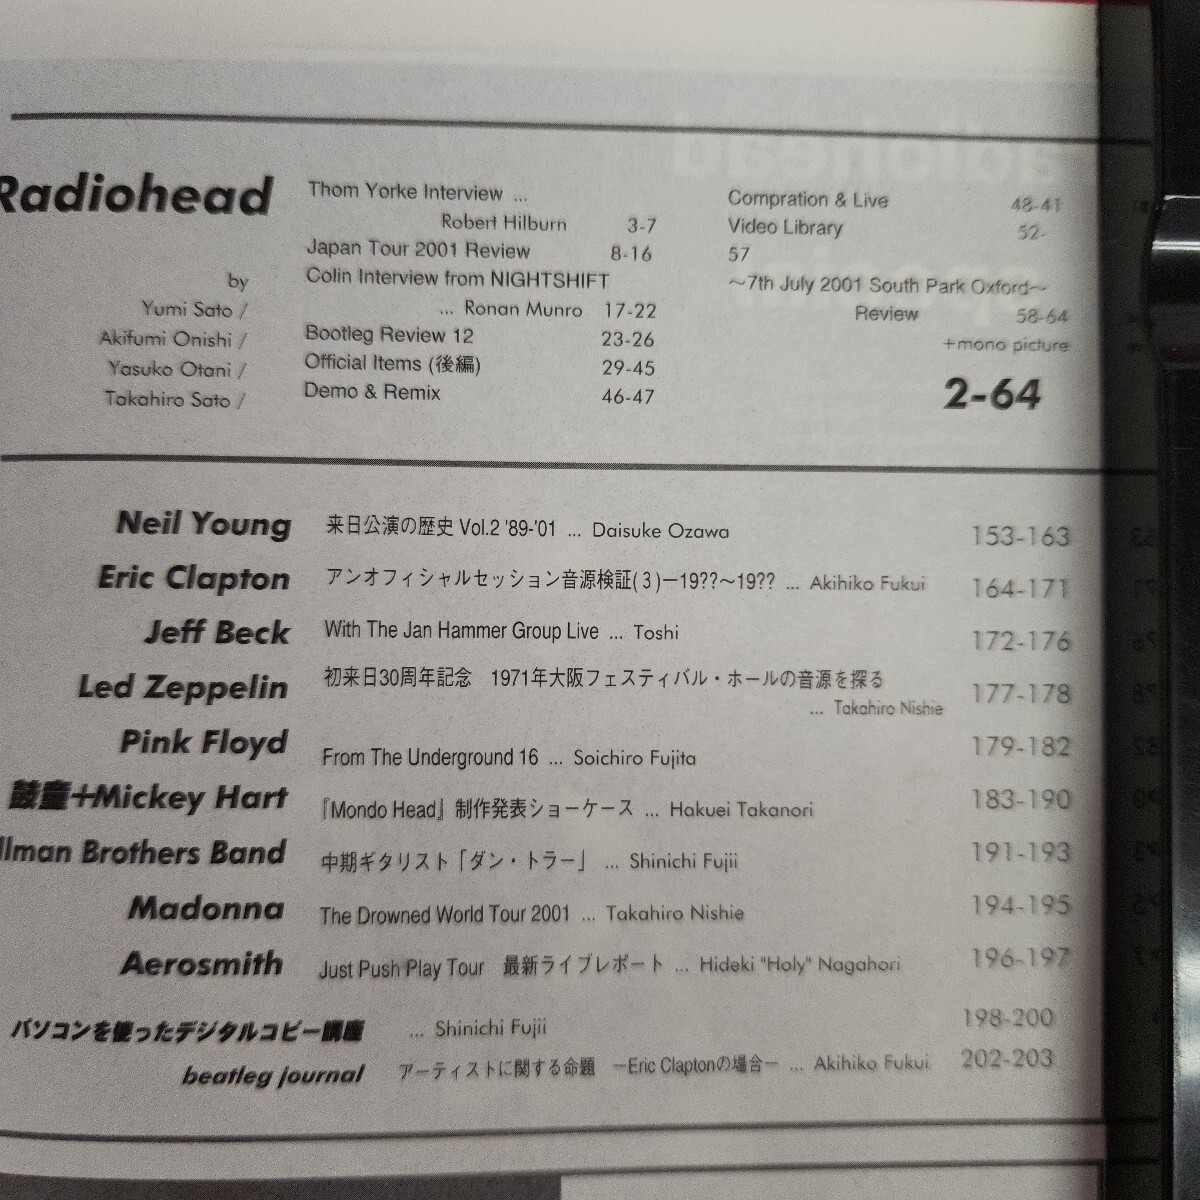 Radiohead
by
Yumi Sato /
Akifumi Onishi /
Yasuko Otani /
Takahiro Sato /
Thom Yorke Interview ...
Robert Hilburn 3-7
Japan Tour 2001 Review 8-16
Colin Interview from NIGHTSHIFT
... Ronan Munro 17-22
Bootleg Review 12 23-26
Official Items (後編) 29-45
Demo & Remix 46-47
Compration & Live 48-41
Video Library 52-
57
～7th July 2001 South Park Oxford～
Review 58-64
+mono picture
2-64
Neil Young 来日公演の歴史 Vol.2 '89-'01 ... Daisuke Ozawa 153-163
Eric Clapton アンオフィシャルセッション音源検証(3)ー19??～19?? ... Akihiko Fukui 164-171
Jeff Beck With The Jan Hammer Group Live ... Toshi 172-176
Led Zeppelin 初来日30周年記念　1971年大阪フェスティバル・ホールの音源を探る
... Takahiro Nishie 177-178
Pink Floyd From The Underground 16 ... Soichiro Fujita 179-182
鼓童+Mickey Hart 『Mondo Head』制作発表ショーケース ... Hakuei Takanori 183-190
llman Brothers Band 中期ギタリスト「ダン・トラー」 ... Shinichi Fujii 191-193
Madonna The Drowned World Tour 2001 ... Takahiro Nishie 194-195
Aerosmith Just Push Play Tour　最新ライブレポート ... Hideki "Holy" Nagahori 196-197
パソコンを使ったデジタルコピー講座 ... Shinichi Fujii 198-200
beatleg journal アーティストに関する命題　ーEric Claptonの場合ー ... Akihiko Fukui 202-203